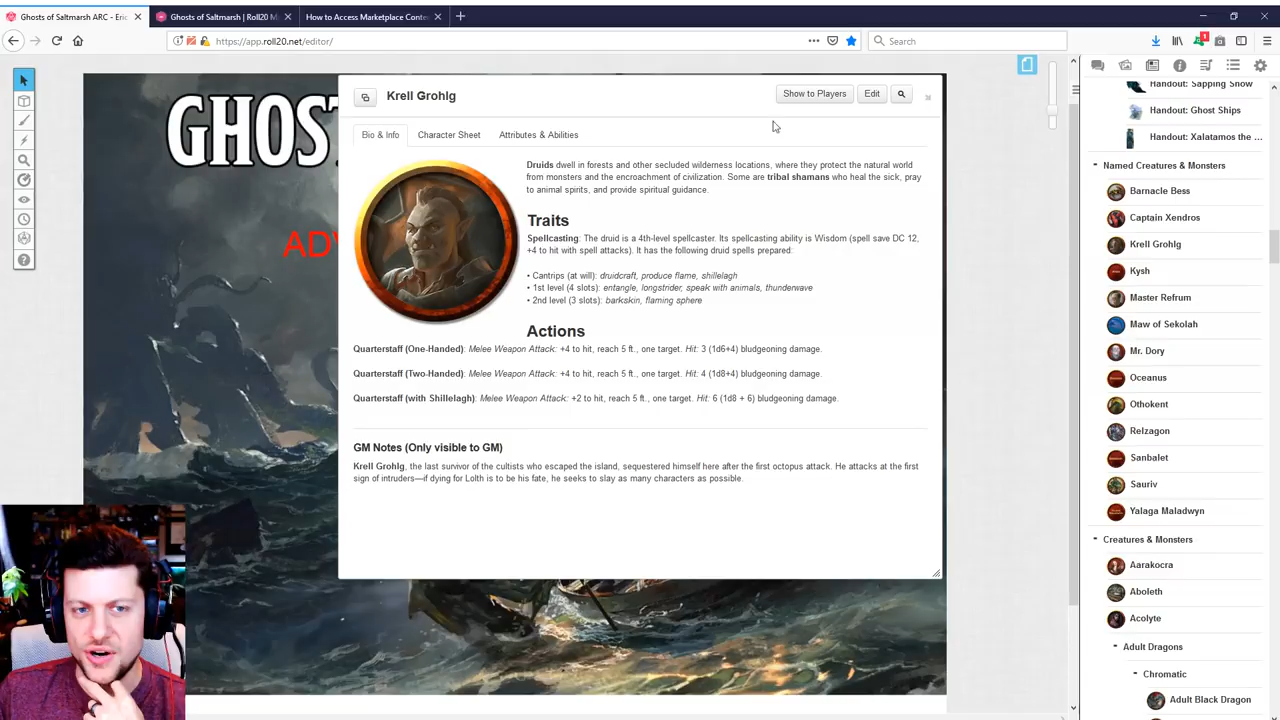 Ghosts of Saltmarsh ARC - Eric
Ghosts of Saltmarsh | Roll20 M
How to Access Marketplace Conte
https://app.roll20.net/editor/
Search
1
GHOS
ADV
Krell Grohlg
Show to Players
Edit
Bio & Info
Character Sheet
Attributes & Abilities
Druids dwell in forests and other secluded wilderness locations, where they protect the natural world
from monsters and the encroachment of civilization. Some are tribal shamans who heal the sick, pray
to animal spirits, and provide spiritual guidance.
Traits
Spellcasting: The druid is a 4th-level spellcaster. Its spellcasting ability is Wisdom (spell save DC 12,
+4 to hit with spell attacks). It has the following druid spells prepared:
• Cantrips (at will): druidcraft, produce flame, shillelagh
• 1st level (4 slots): entangle, longstrider, speak with animals, thunderwave
• 2nd level (3 slots): barkskin, flaming sphere
Actions
Quarterstaff (One-Handed): Melee Weapon Attack: +4 to hit, reach 5 ft., one target. Hit: 3 (1d6+4) bludgeoning damage.
Quarterstaff (Two-Handed): Melee Weapon Attack: +4 to hit, reach 5 ft., one target. Hit: 4 (1d8+4) bludgeoning damage.
Quarterstaff (with Shillelagh): Melee Weapon Attack: +2 to hit, reach 5 ft., one target. Hit: 6 (1d8 + 6) bludgeoning damage.
GM Notes (Only visible to GM)
Krell Grohlg, the last survivor of the cultists who escaped the island, sequestered himself here after the first octopus attack. He attacks at the first
sign of intruders—if dying for Lolth is to be his fate, he seeks to slay as many characters as possible.
Handout: Sapping Snow
Handout: Ghost Ships
Handout: Xalatamos the ...
Named Creatures & Monsters
Barnacle Bess
Captain Xendros
Krell Grohlg
Kysh
Master Refrum
Maw of Sekolah
Mr. Dory
Oceanus
Othokent
Relzagon
Sanbalet
Sauriv
Yalaga Maladwyn
Creatures & Monsters
Aarakocra
Aboleth
Acolyte
Adult Dragons
Chromatic
Adult Black Dragon